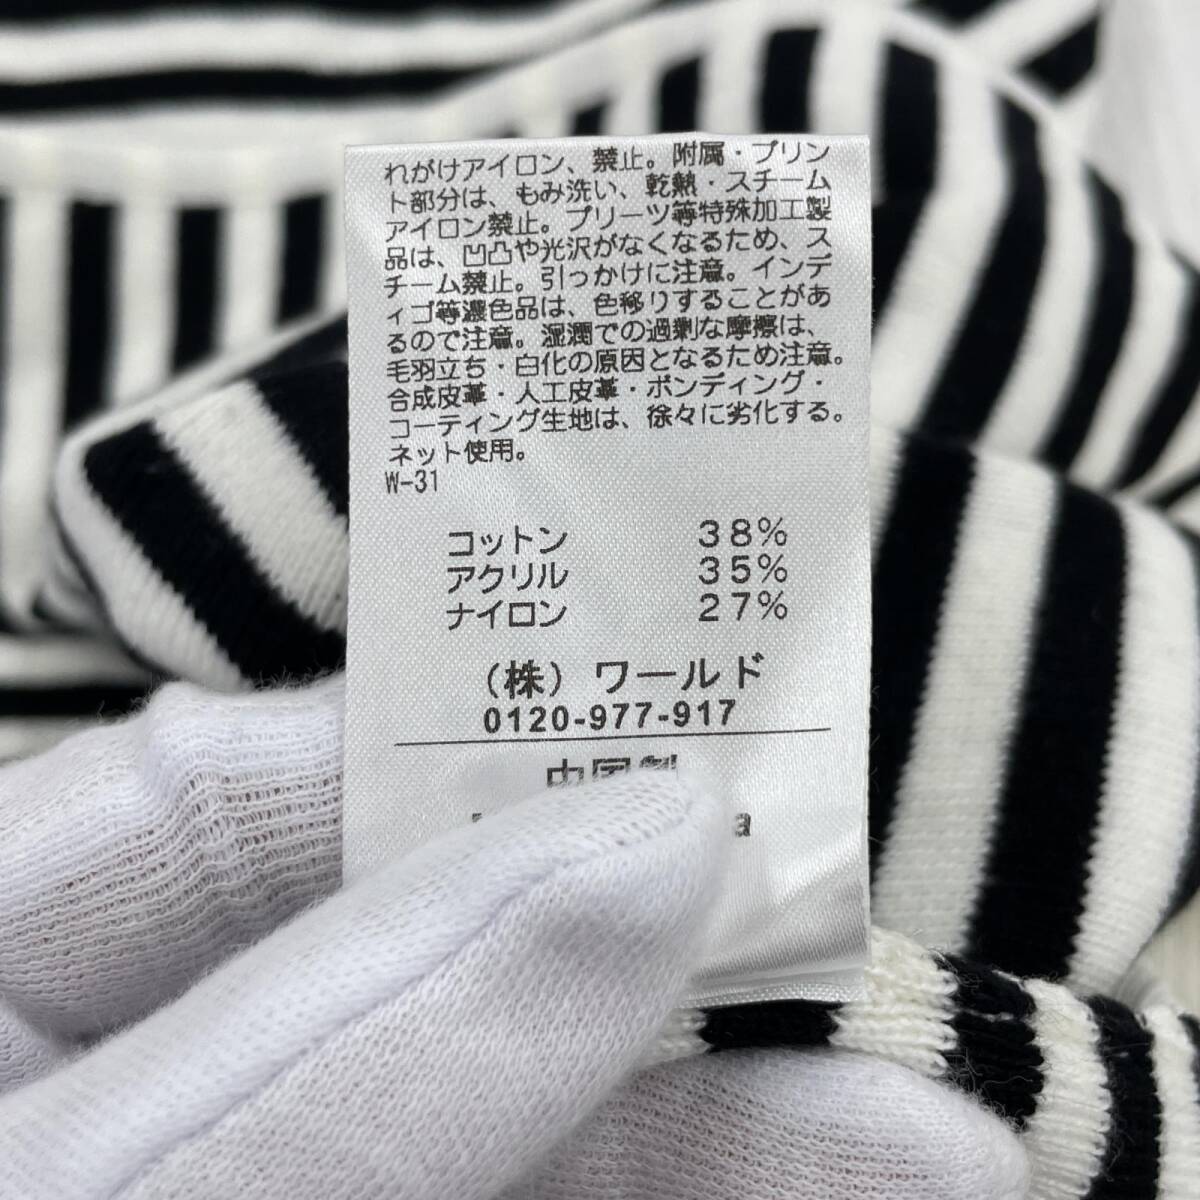 れがけアイロン、禁止。附属・プリン
ト部分は、もみ洗い、乾熱・スチーム
アイロン禁止。プリーツ等特殊加工製
品は、凹凸や光沢がなくなるため、ス
チーム禁止。引っかけに注意。インデ
ィゴ等濃色品は、色移りすることがあ
るので注意。湿潤での過剰な摩擦は、
毛羽立ち・白化の原因となるため注意。
合成皮革・人工皮革・ボンディング・
コーティング生地は、徐々に劣化する。
ネット使用。
W-31
コットン 38%
アクリル 35%
ナイロン 27%
（株）ワールド
0120-977-917
中国製